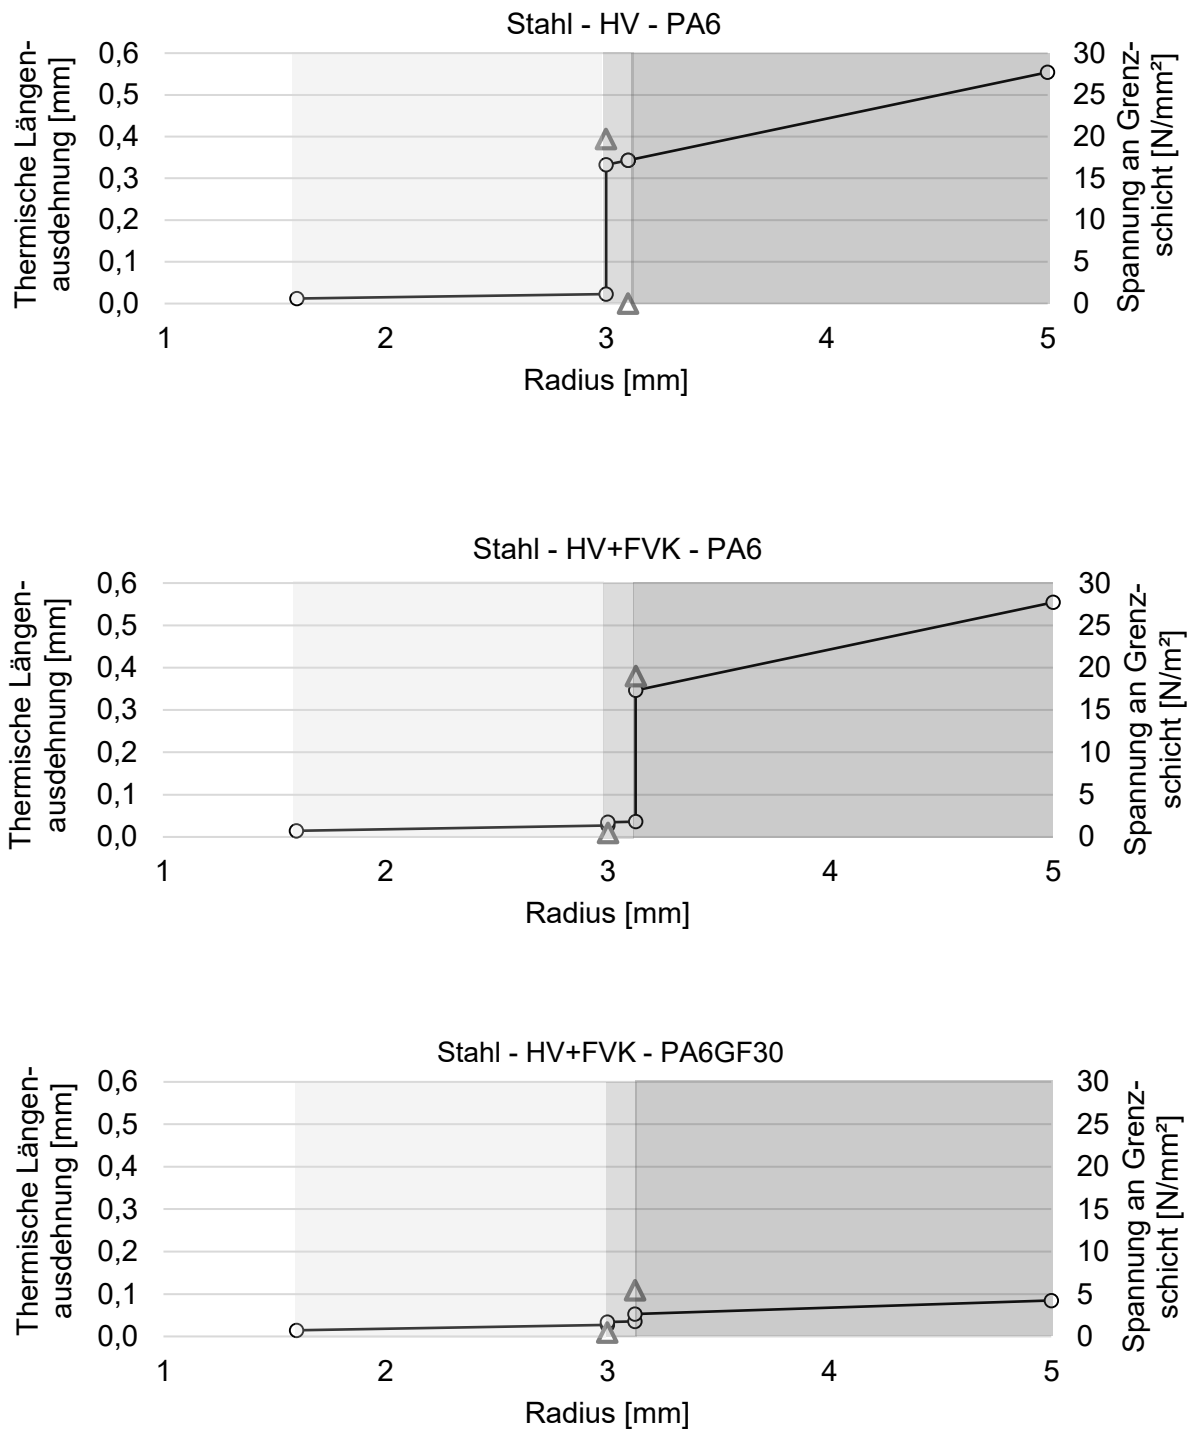 Stahl - HV - PA6
Thermische Längen-
ausdehnung [mm]
0,6
0,5
0,4
0,3
0,2
0,1
0,0
30
25
20
15
10
5
0
Spannung an Grenz-
schicht [N/mm²]
1 2 3 4 5
Radius [mm]
Stahl - HV+FVK - PA6
Thermische Längen-
ausdehnung [mm]
0,6
0,5
0,4
0,3
0,2
0,1
0,0
30
25
20
15
10
5
0
Spannung an Grenz-
schicht [N/m²]
1 2 3 4 5
Radius [mm]
Stahl - HV+FVK - PA6GF30
Thermische Längen-
ausdehnung [mm]
0,6
0,5
0,4
0,3
0,2
0,1
0,0
30
25
20
15
10
5
0
Spannung an Grenz-
schicht [N/mm²]
1 2 3 4 5
Radius [mm]